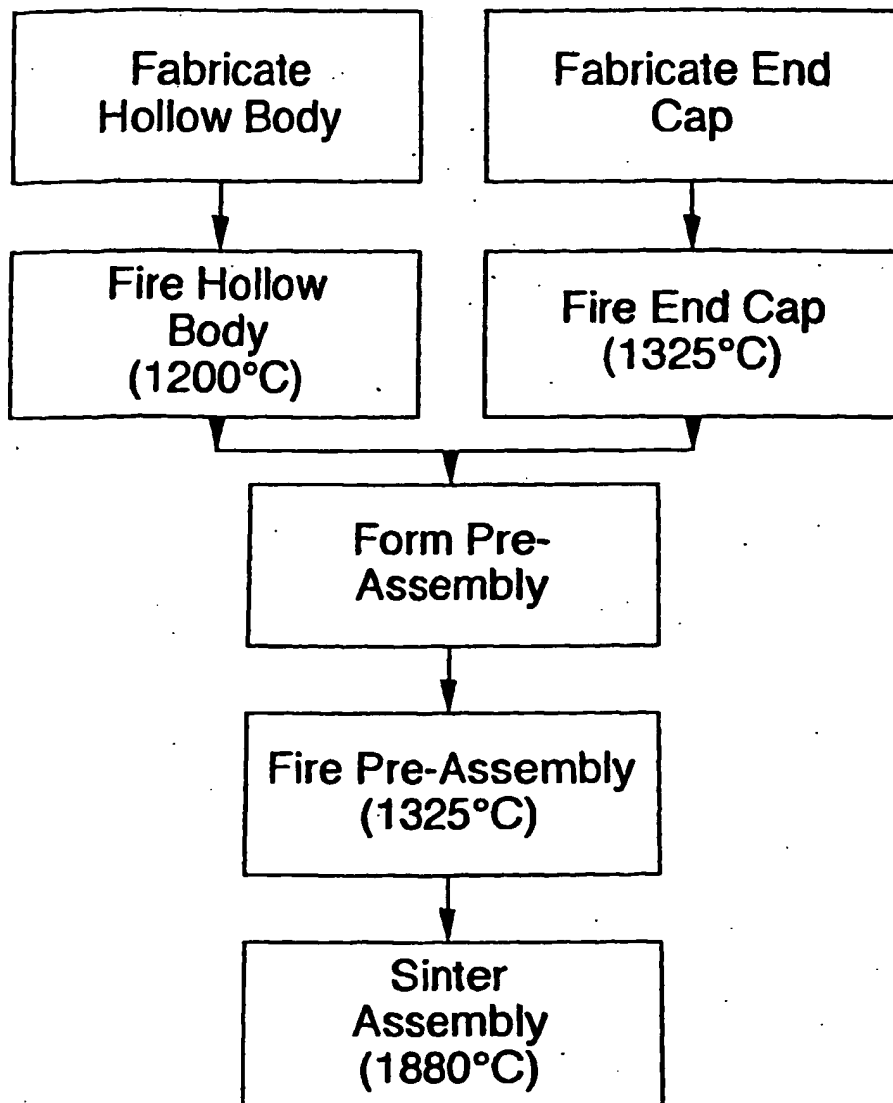 Fabricate
Hollow Body
Fabricate End
Cap
Fire Hollow
Body
(1200°C)
Fire End Cap
(1325°C)
Form Pre-
Assembly
Fire Pre-Assembly
(1325°C)
Sinter
Assembly
(1880°C)